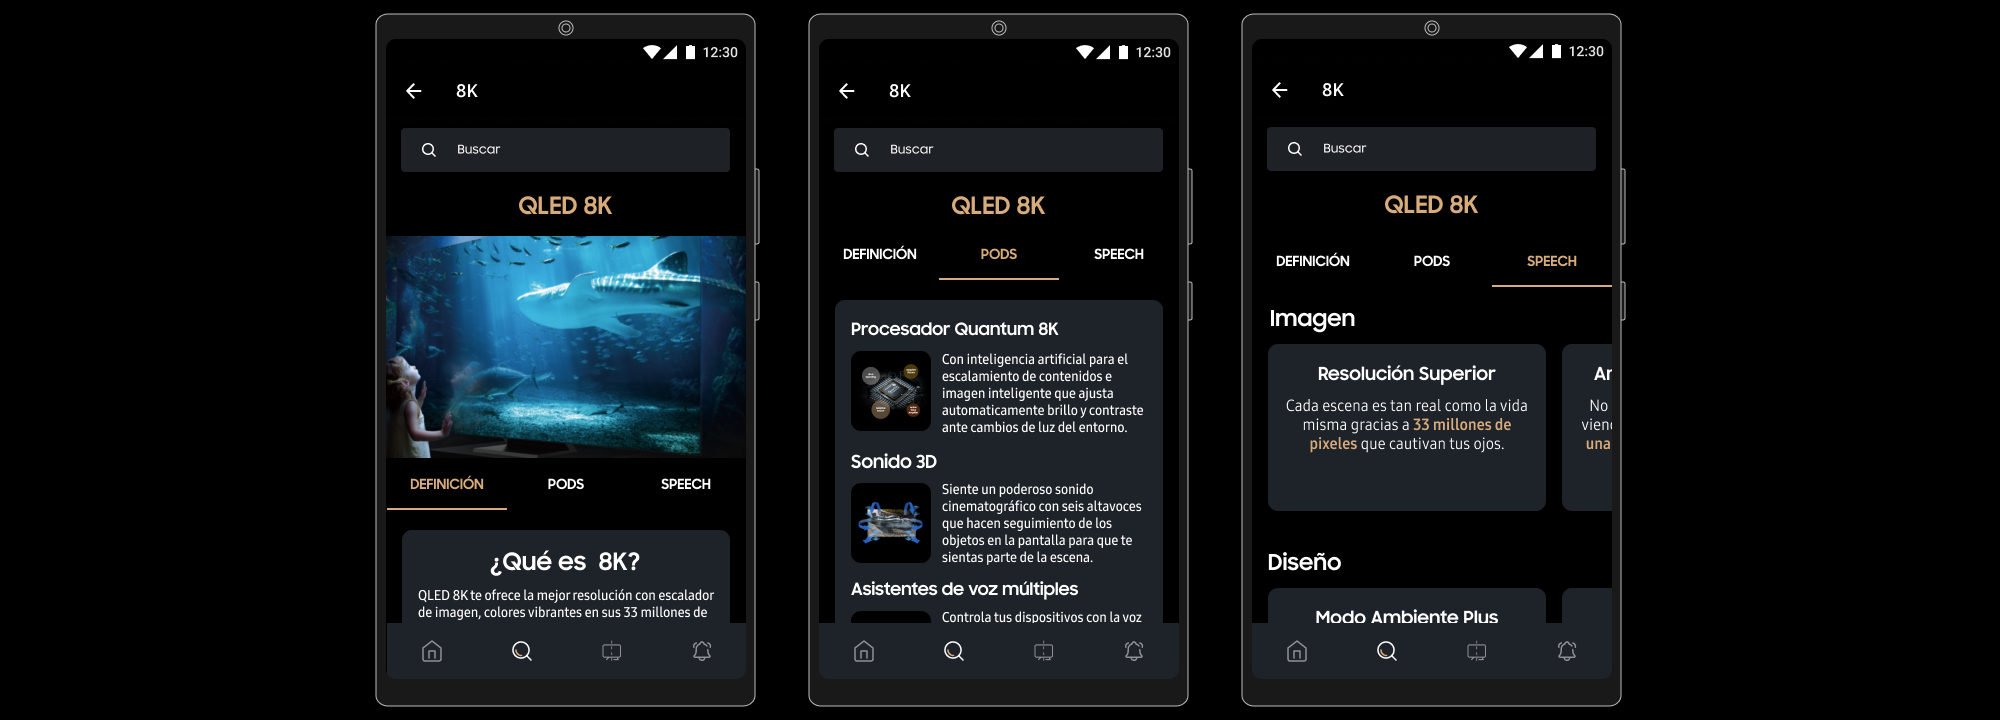 12:30
8K
Buscar
QLED 8K
DEFINICIÓN PODS SPEECH
¿Qué es 8K?
QLED 8K te ofrece la mejor resolución con escalador
de imagen, colores vibrantes en sus 33 millones de
12:30
8K
Buscar
QLED 8K
DEFINICIÓN PODS SPEECH
Procesador Quantum 8K
Con inteligencia artificial para el
escalamiento de contenidos e
imagen inteligente que ajusta
automaticamente brillo y contraste
ante cambios de luz del entorno.
Sonido 3D
Siente un poderoso sonido
cinematográfico con seis altavoces
que hacen seguimiento de los
objetos en la pantalla para que te
sientas parte de la escena.
Asistentes de voz múltiples
Controla tus dispositivos con la voz
12:30
8K
Buscar
QLED 8K
DEFINICIÓN PODS SPEECH
Imagen
Resolución Superior
Cada escena es tan real como la vida
misma gracias a 33 millones de
pixeles que cautivan tus ojos.
No
una
Diseño
Modo Ambiente Plus